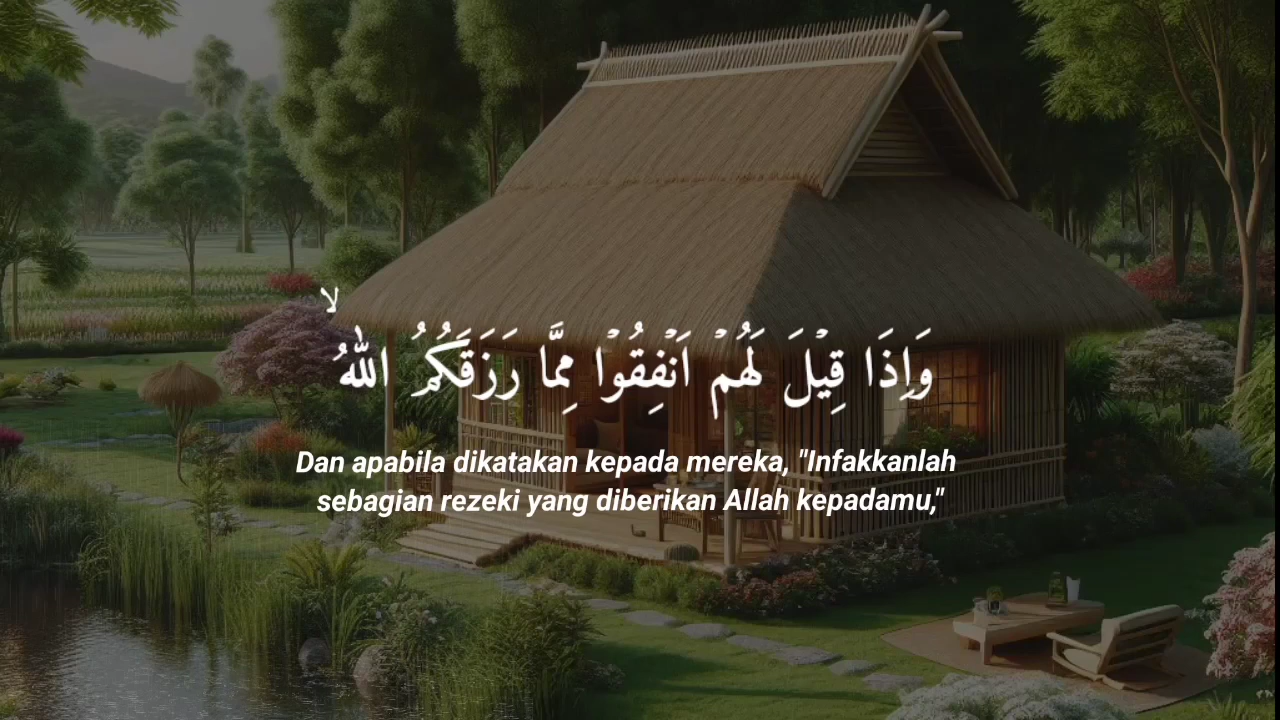 وَاِذَا قِيْلَ لَهُمْ اَنْفِقُوْا مِمَّا رَزَقَكُمُ اللّٰهُ ۙ
Dan apabila dikatakan kepada mereka, "Infakkanlah
sebagian rezeki yang diberikan Allah kepadamu,"